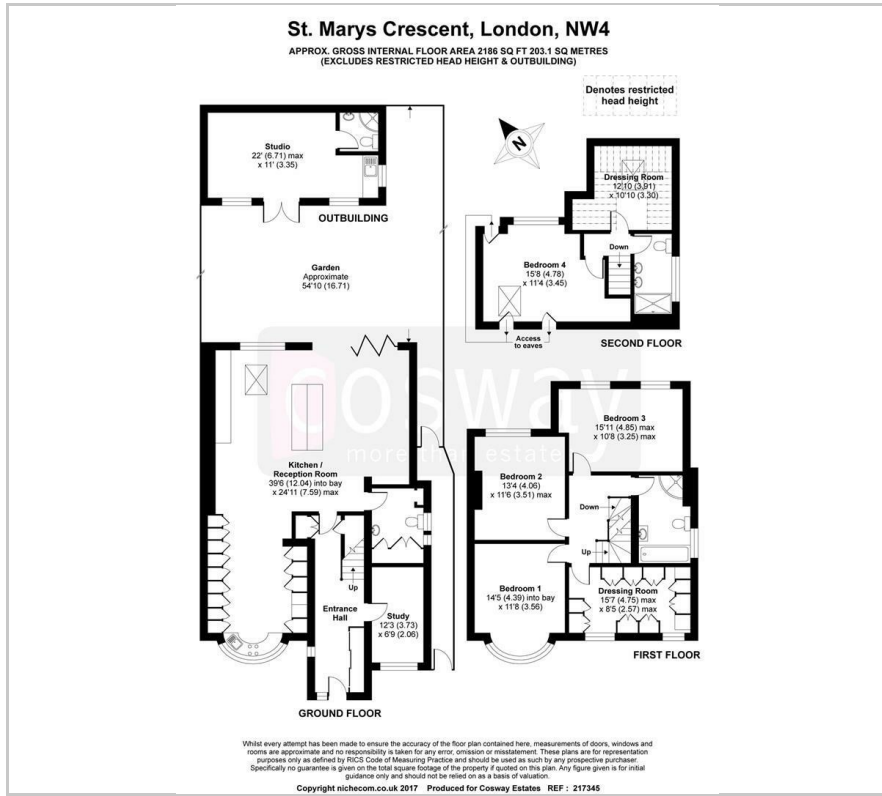 St. Marys Crescent, London, NW4
APPROX. GROSS INTERNAL FLOOR AREA 2186 SQ FT 203.1 SQ METRES
(EXCLUDES RESTRICTED HEAD HEIGHT & OUTBUILDING)
Denotes restricted
head height
N
Studio
22' (6.71) max
x 11' (3.35)
OUTBUILDING
Garden
Approximate
54'10 (16.71)
Dressing Room
12'10 (3.91)
x 10'10 (3.30)
Down
Bedroom 4
15'8 (4.78)
x 11'4 (3.45)
Access
to eaves
SECOND FLOOR
cosway
more than estate
Kitchen /
Reception Room
39'6 (12.04) into bay
x 24'11 (7.59) max
Up
Entrance
Hall
Study
12'3 (3.73)
x 6'9 (2.06)
GROUND FLOOR
Bedroom 3
15'11 (4.85) max
x 10'8 (3.25) max
Bedroom 2
13'4 (4.06)
x 11'6 (3.51) max
Down
Up
Bedroom 1
14'5 (4.39) into bay
x 11'8 (3.56)
Dressing Room
15'7 (4.75) max
x 8'5 (2.57) max
FIRST FLOOR
Whilst every attempt has been made to ensure the accuracy of the floor plan contained here, measurements of doors, windows and
rooms are approximate and no responsibility is taken for any error, omission or misstatement. These plans are for representation
purposes only as defined by RICS Code of Measuring Practice and should be used as such by any prospective purchaser.
Specifically no guarantee is given on the total square footage of the property if quoted on this plan. Any figure given is for initial
guidance only and should not be relied on as a basis of valuation.
Copyright nichecom.co.uk 2017 Produced for Cosway Estates REF : 217345